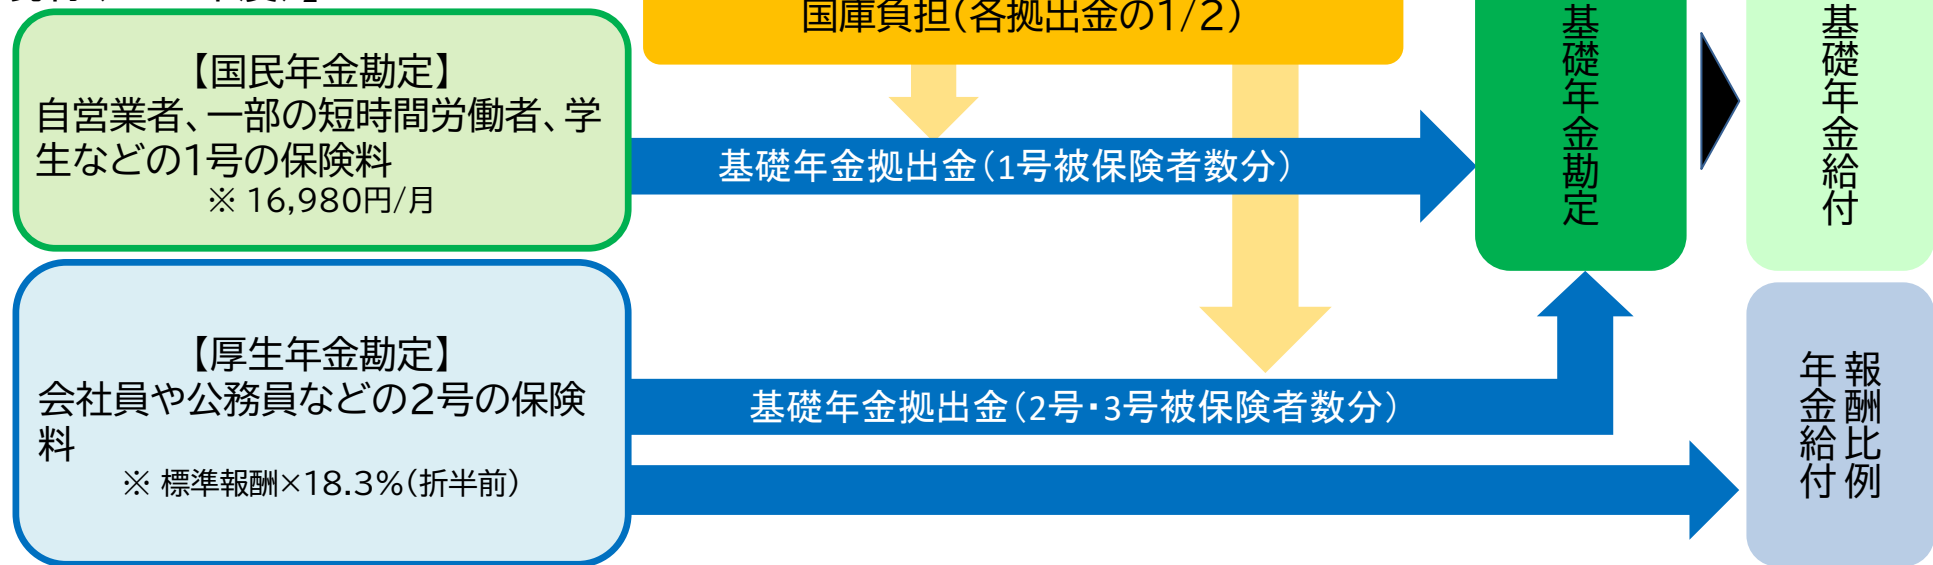 国庫負担(各拠出金の1/2)
【国民年金勘定】
自営業者、一部の短時間労働者、学
生などの1号の保険料
※ 16,980円/月
基礎年金拠出金(1号被保険者数分)
基礎年金勘定
基礎年金給付
【厚生年金勘定】
会社員や公務員などの2号の保険
料
※ 標準報酬×18.3%(折半前)
基礎年金拠出金(2号・3号被保険者数分)
報酬比例
年金給付